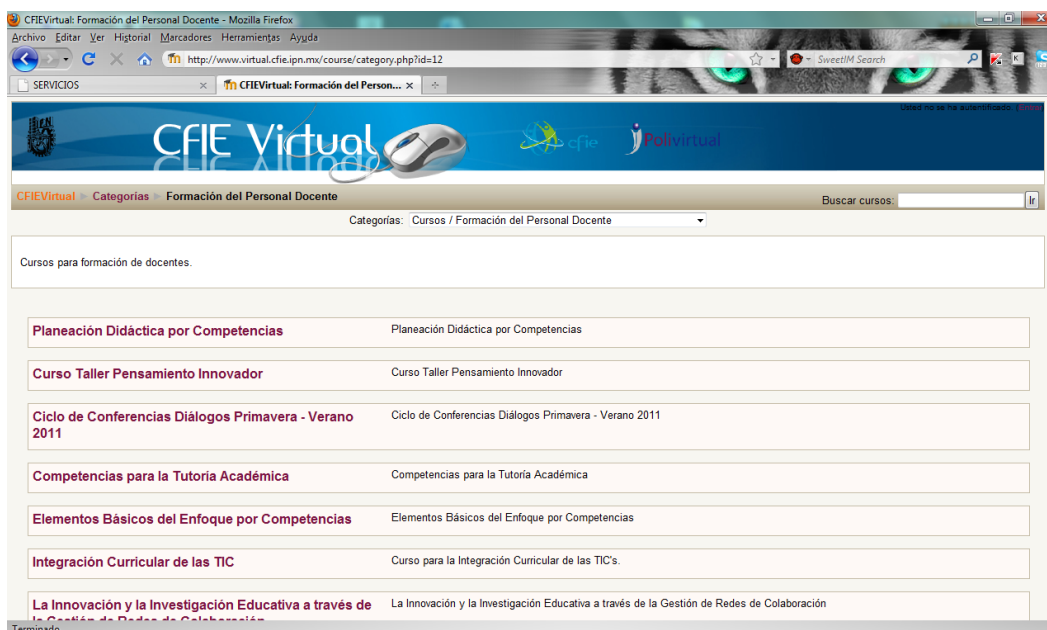 CFIEVirtual: Formación del Personal Docente - Mozilla Firefox
Archivo Editar Ver Historial Marcadores Herramientas Ayuda
http://www.virtual.cfie.ipn.mx/course/category.php?id=12
SweetIM Search
SERVICIOS
CFIEVirtual: Formación del Person...
Usted no se ha autentificado.
CFIE Virtual
cfie
Polivirtual
CFIEVirtual ► Categorías ► Formación del Personal Docente
Buscar cursos:
Ir
Categorías: Cursos / Formación del Personal Docente
Cursos para formación de docentes.
Planeación Didáctica por Competencias
Planeación Didáctica por Competencias
Curso Taller Pensamiento Innovador
Curso Taller Pensamiento Innovador
Ciclo de Conferencias Diálogos Primavera - Verano
2011
Ciclo de Conferencias Diálogos Primavera - Verano 2011
Competencias para la Tutoría Académica
Competencias para la Tutoría Académica
Elementos Básicos del Enfoque por Competencias
Elementos Básicos del Enfoque por Competencias
Integración Curricular de las TIC
Curso para la Integración Curricular de las TIC's.
La Innovación y la Investigación Educativa a través de
la Gestión de Redes de Colaboración
La Innovación y la Investigación Educativa a través de la Gestión de Redes de Colaboración
Terminado